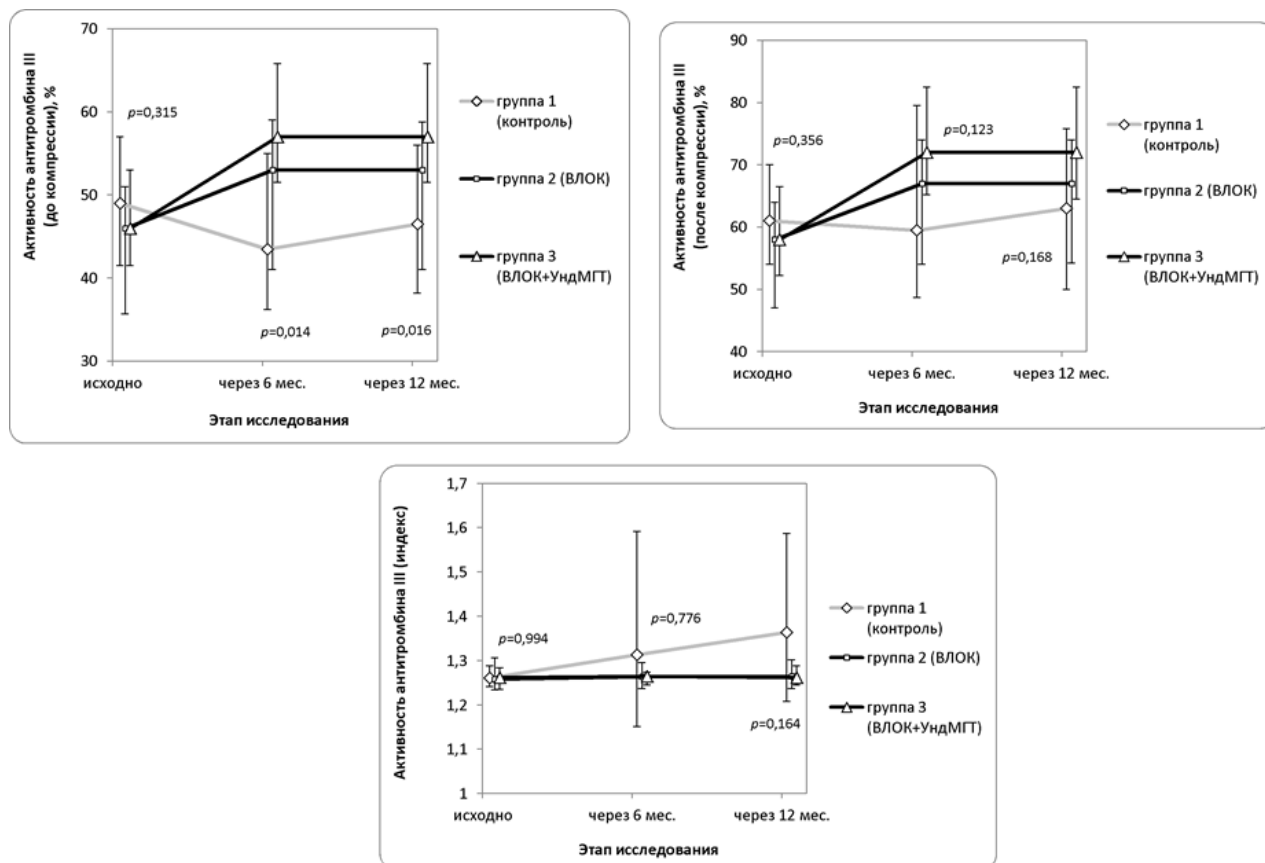 Активность антитромбина III
(до компрессии), %
70
60
50
40
30
p=0,315
p=0,014
p=0,016
исходно
через 6 мес.
через 12 мес.
Этап исследования
группа 1
(контроль)
группа 2 (ВЛОК)
группа 3
(ВЛОК+УндМГТ)
Активность антитромбина III
(после компрессии), %
90
80
70
60
50
40
p=0,356
p=0,123
p=0,168
исходно
через 6 мес.
через 12 мес.
Этап исследования
группа 1
(контроль)
группа 2 (ВЛОК)
группа 3
(ВЛОК+УндМГТ)
Активность антитромбина III (индекс)
1,7
1,6
1,5
1,4
1,3
1,2
1,1
1
p=0,994
p=0,776
p=0,164
исходно
через 6 мес.
через 12 мес.
Этап исследования
группа 1
(контроль)
группа 2 (ВЛОК)
группа 3
(ВЛОК+УндМГТ)